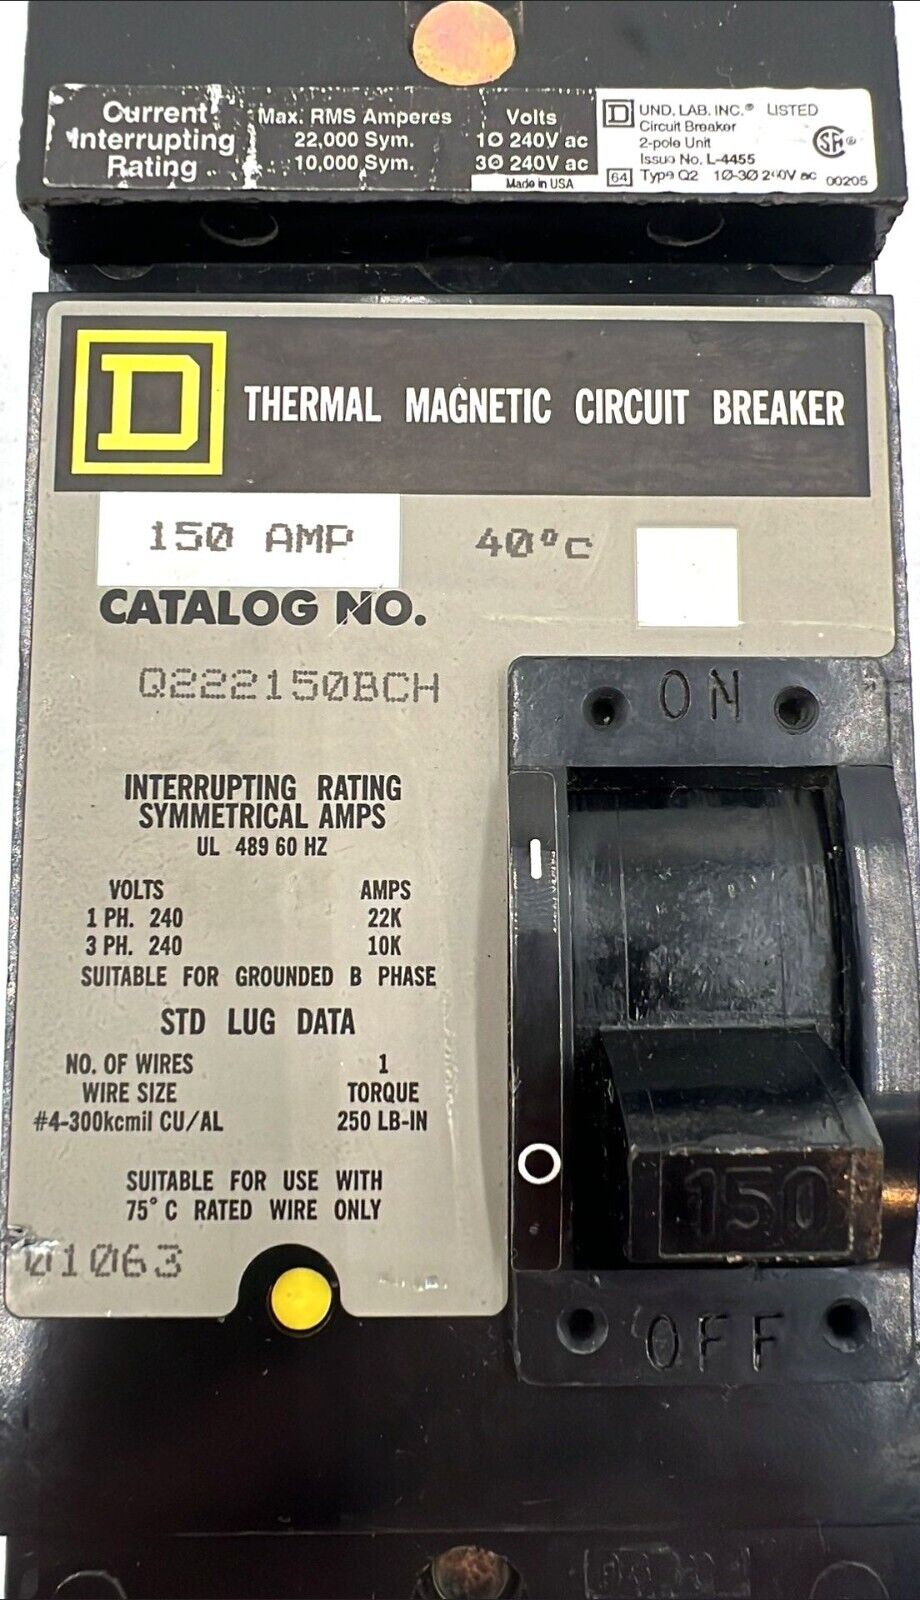 Current
Interrupting
Rating
Max. RMS Amperes
22,000 Sym.
10,000 Sym.
Volts
1Ø 240V ac
3Ø 240V ac
Made in USA
D
UND. LAB. INC.® LISTED
Circuit Breaker
2-pole Unit
Issue No. L-4455
64 Type Q2 1Ø-3Ø 240V ac 00205
SA®
D
THERMAL MAGNETIC CIRCUIT BREAKER
150 AMP 40°C
CATALOG NO.
Q222150BCH
INTERRUPTING RATING
SYMMETRICAL AMPS
UL 489 60 HZ
VOLTS AMPS
1 PH. 240 22K
3 PH. 240 10K
SUITABLE FOR GROUNDED B PHASE
STD LUG DATA
NO. OF WIRES 1
WIRE SIZE TORQUE
#4-300kcmil CU/AL 250 LB-IN
SUITABLE FOR USE WITH
75° C RATED WIRE ONLY
01063
ON
I
O
150
OFF